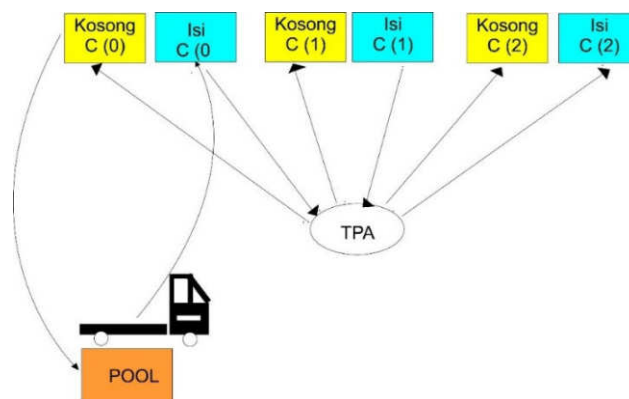 Kosong
C (0)
Isi
C (0
Kosong
C (1)
Isi
C (1)
Kosong
C (2)
Isi
C (2)
TPA
POOL